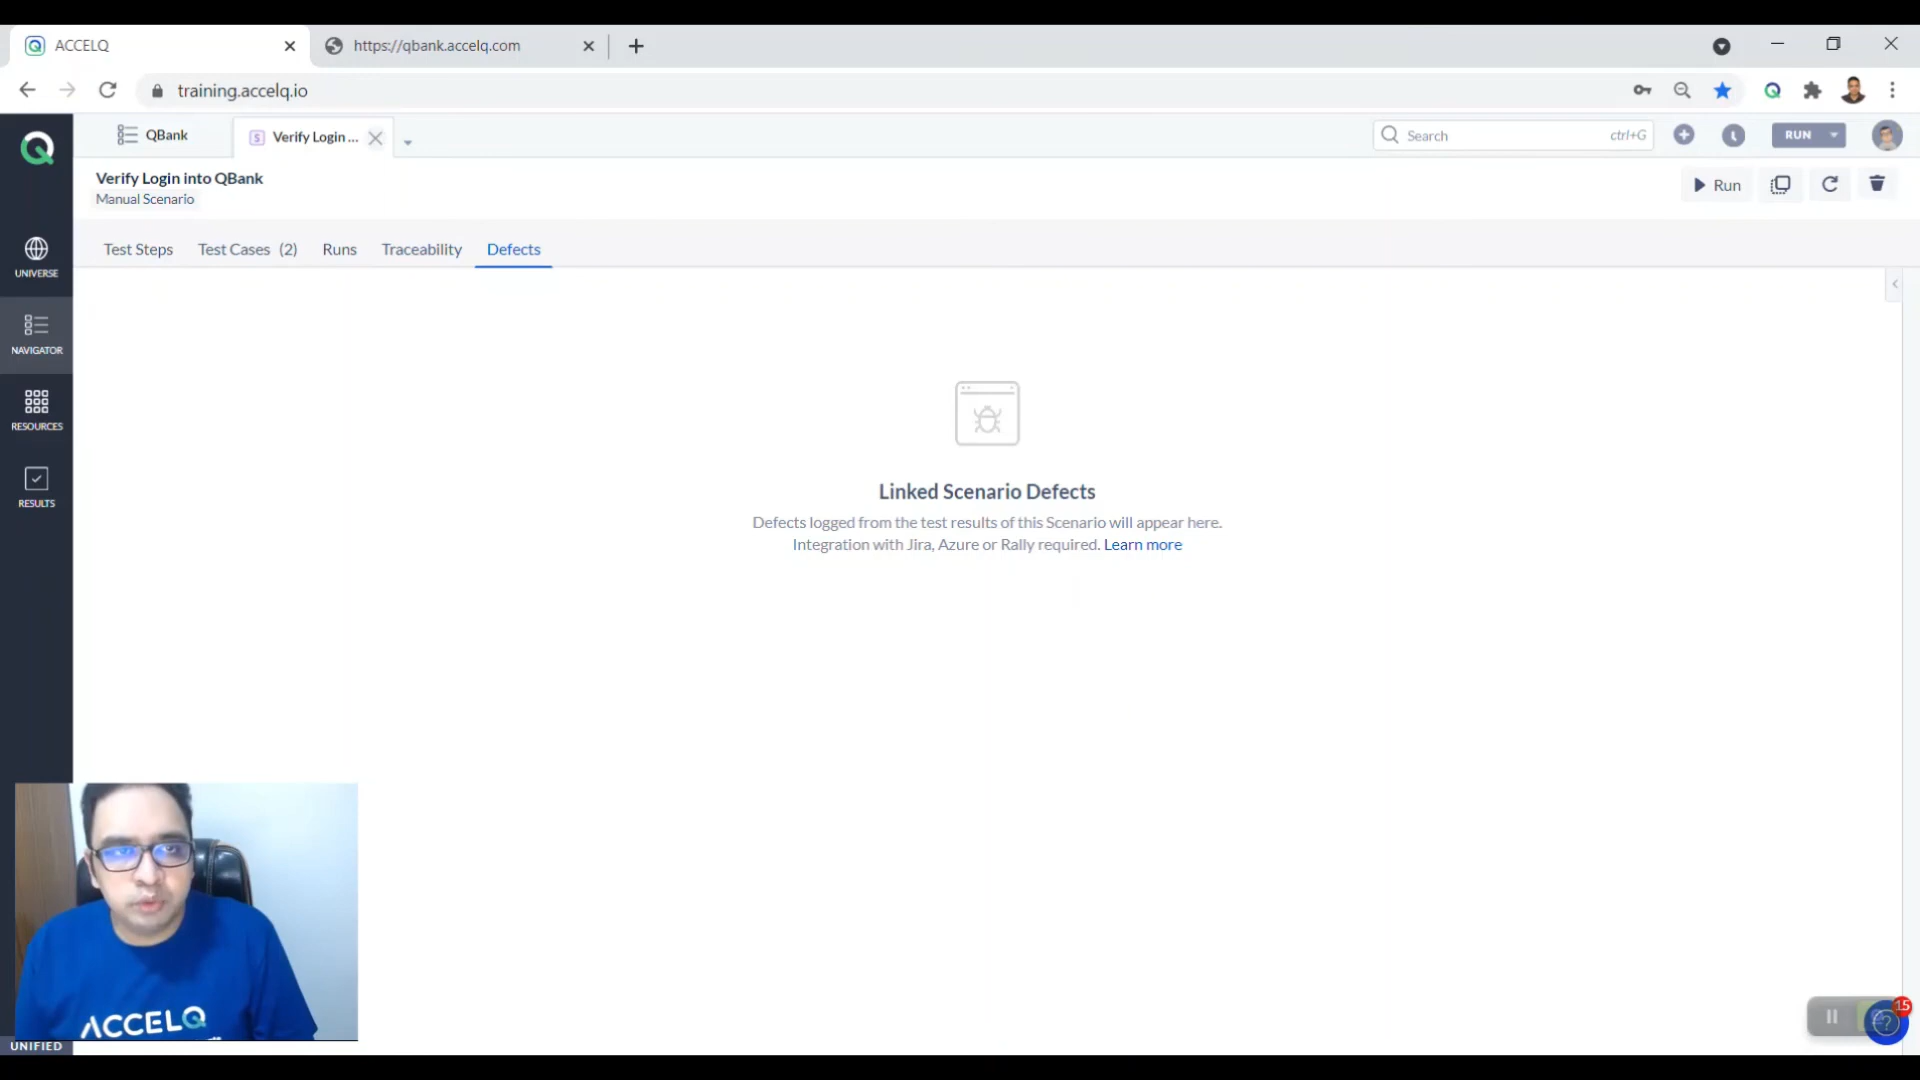 ACCELQ
https://qbank.accelq.com
training.accelq.io
QBank
Verify Login ...
Search
ctrl+G
RUN
Verify Login into QBank
Manual Scenario
Run
Test Steps
Test Cases (2)
Runs
Traceability
Defects
UNIVERSE
NAVIGATOR
RESOURCES
RESULTS
Linked Scenario Defects
Defects logged from the test results of this Scenario will appear here.
Integration with Jira, Azure or Rally required. Learn more
ACCELQ
15
UNIFIED